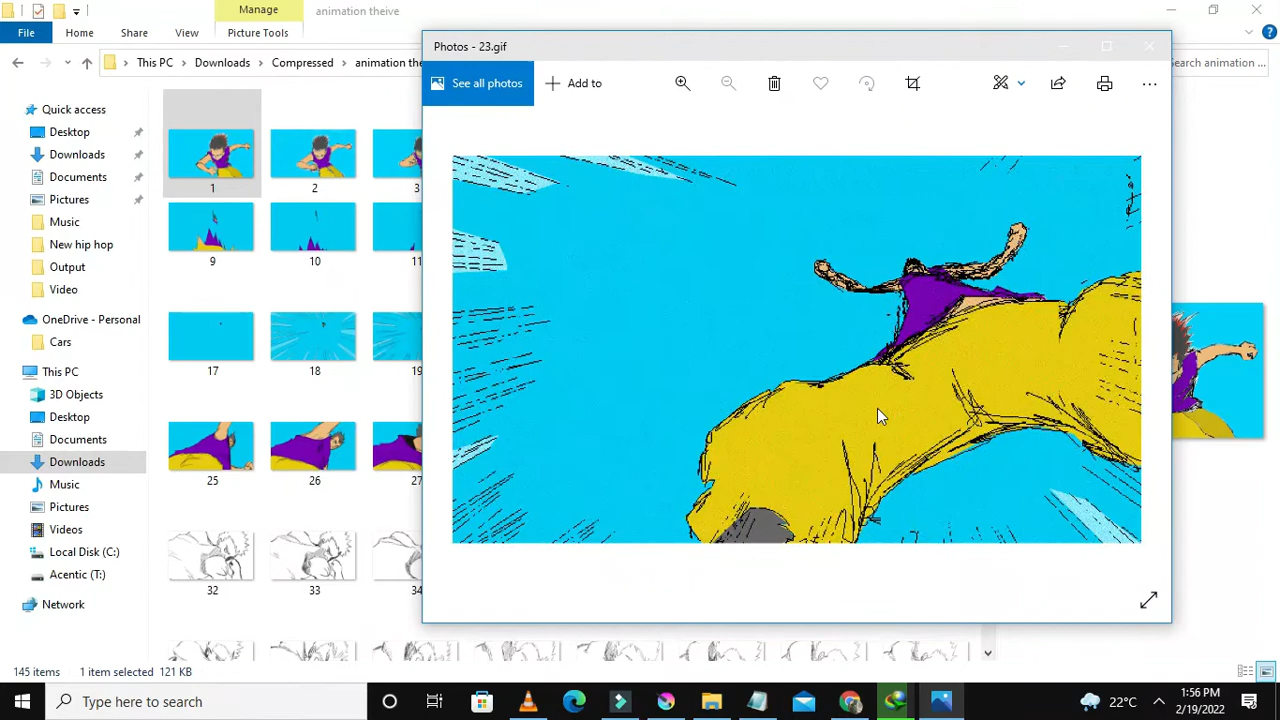 Manage
animation theive
File
Home
Share
View
Picture Tools
This PC
Downloads
Compressed
animation the
Search animation ...
Photos - 23.gif
See all photos
Add to
Quick access
Desktop
Downloads
Documents
Pictures
Music
New hip hop
Output
Video
OneDrive - Personal
Cars
This PC
3D Objects
Desktop
Documents
Downloads
Music
Pictures
Videos
Local Disk (C:)
Acentic (T:)
Network
1
2
3
9
10
11
17
18
19
25
26
27
32
33
34
145 items
1 item selected 121 KB
Type here to search
22°C
1:56 PM
2/19/2022